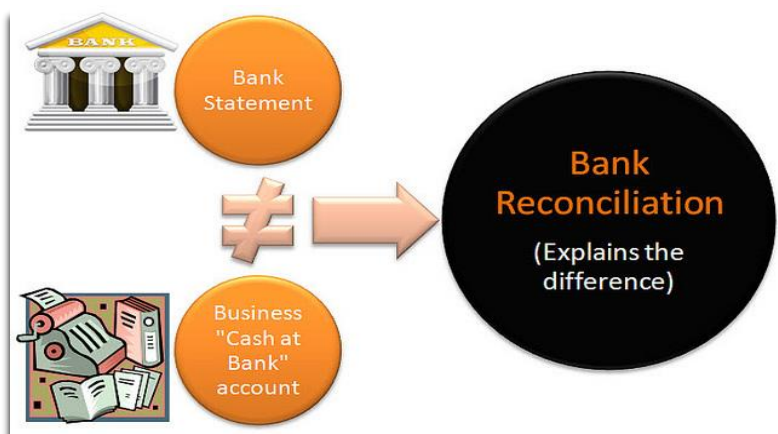 BANK
Bank
Statement
≠
Bank
Reconciliation
(Explains the
difference)
Business
"Cash at
Bank"
account